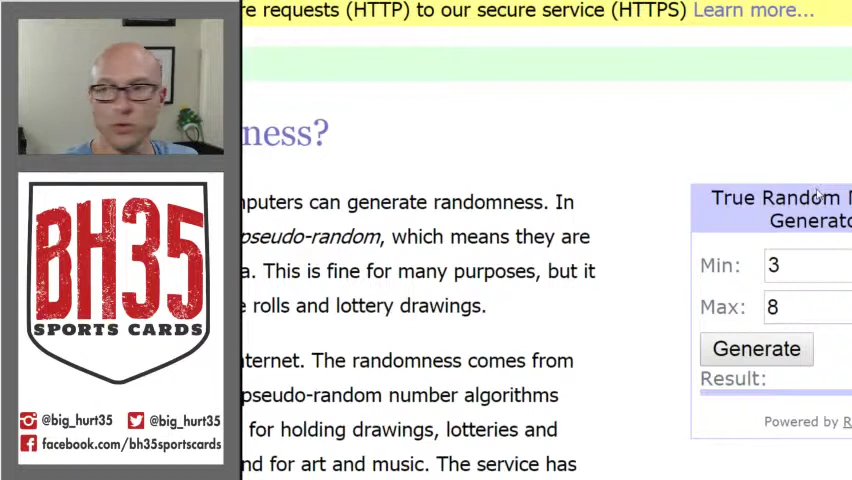 re requests (HTTP) to our secure service (HTTPS) Learn more...
ness?
nputers can generate randomness. In
pseudo-random, which means they are
a. This is fine for many purposes, but it
e rolls and lottery drawings.
nternet. The randomness comes from
pseudo-random number algorithms
for holding drawings, lotteries and
nd for art and music. The service has
True Random
Generato
Min: 3
Max: 8
Generate
Result:
Powered by R
BH35
SPORTS CARDS
@big_hurt35 @big_hurt35
facebook.com/bh35sportscards